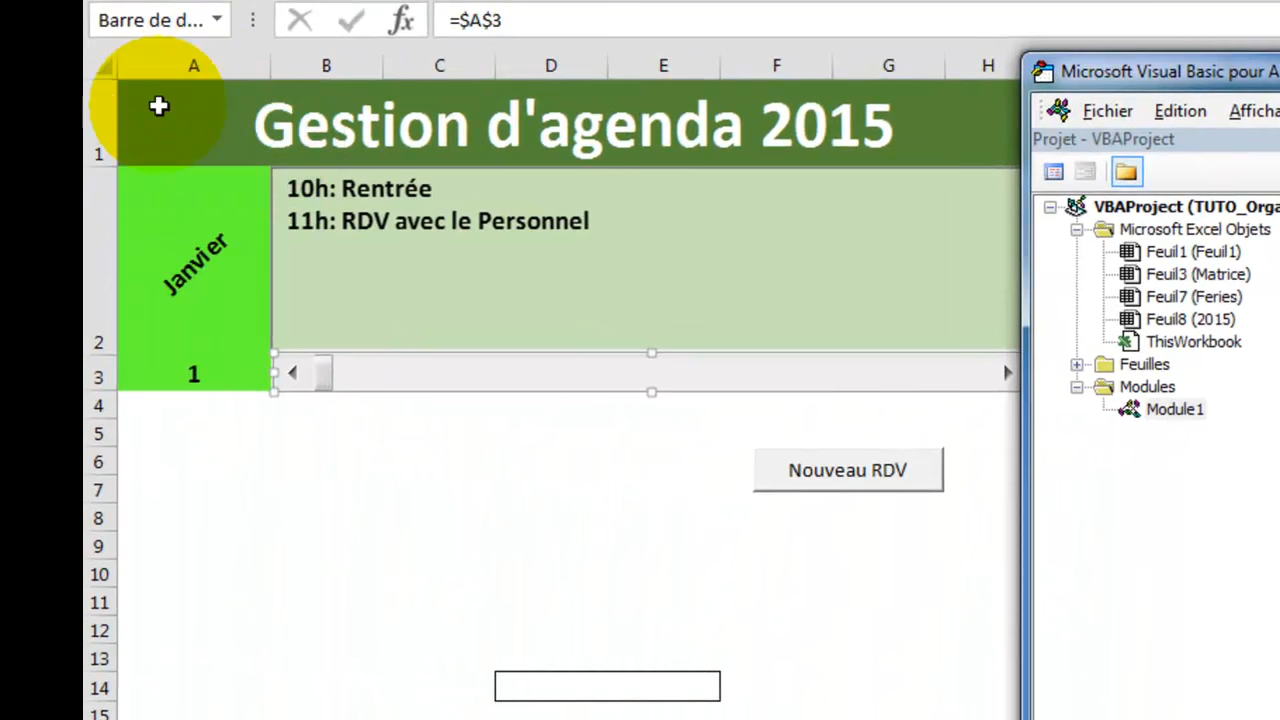 Barre de d...
fx
=$A$3
A B C D E F G H
1
Gestion d'agenda 2015
2
Janvier
10h: Rentrée
11h: RDV avec le Personnel
3
1
4
5
6
7
Nouveau RDV
8
9
10
11
12
13
14
15
Microsoft Visual Basic pour A
Fichier Edition Afficha
Projet - VBAProject
VBAProject (TUTO_Orga
Microsoft Excel Objets
Feuil1 (Feuil1)
Feuil3 (Matrice)
Feuil7 (Feries)
Feuil8 (2015)
ThisWorkbook
Feuilles
Modules
Module1